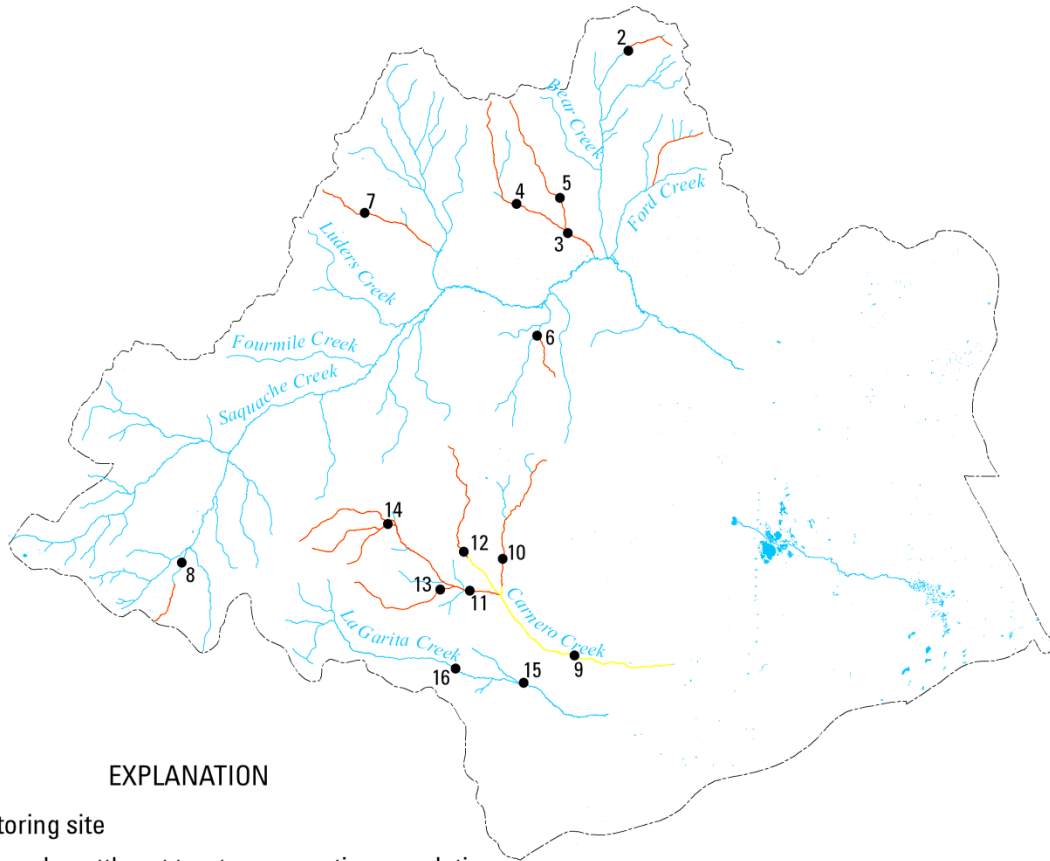 2
Bear Creek
Ford Creek
5
4
7
3
Luders Creek
6
Fourmile Creek
Saquache Creek
14
12
10
8
13
11
Carnero Creek
La Garita Creek
9
16
15
EXPLANATION
toring site